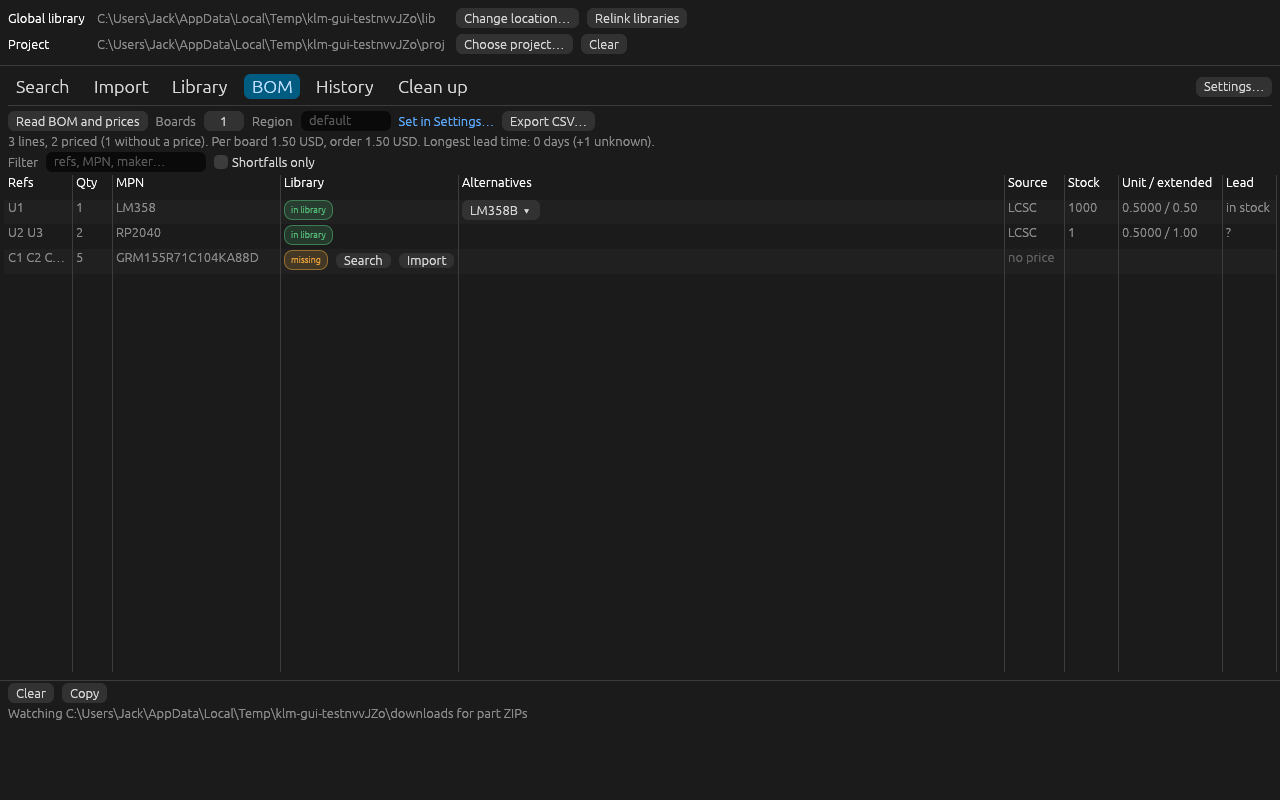 Global library C:\Users\Jack\AppData\Local\Temp\klm-gui-testnvvJZo\lib Change location… Relink libraries
Project C:\Users\Jack\AppData\Local\Temp\klm-gui-testnvvJZo\proj Choose project… Clear
Search Import Library BOM History Clean up Settings…
Read BOM and prices Boards 1 Region default Set in Settings… Export CSV…
3 lines, 2 priced (1 without a price). Per board 1.50 USD, order 1.50 USD. Longest lead time: 0 days (+1 unknown).
Filter refs, MPN, maker… Shortfalls only
Refs Qty MPN Library Alternatives Source Stock Unit / extended Lead
U1 1 LM358 in library LM358B ▾ LCSC 1000 0.5000 / 0.50 in stock
U2 U3 2 RP2040 in library LCSC 1 0.5000 / 1.00 ?
C1 C2 C… 5 GRM155R71C104KA88D missing Search Import no price
Clear Copy
Watching C:\Users\Jack\AppData\Local\Temp\klm-gui-testnvvJZo\downloads for part ZIPs